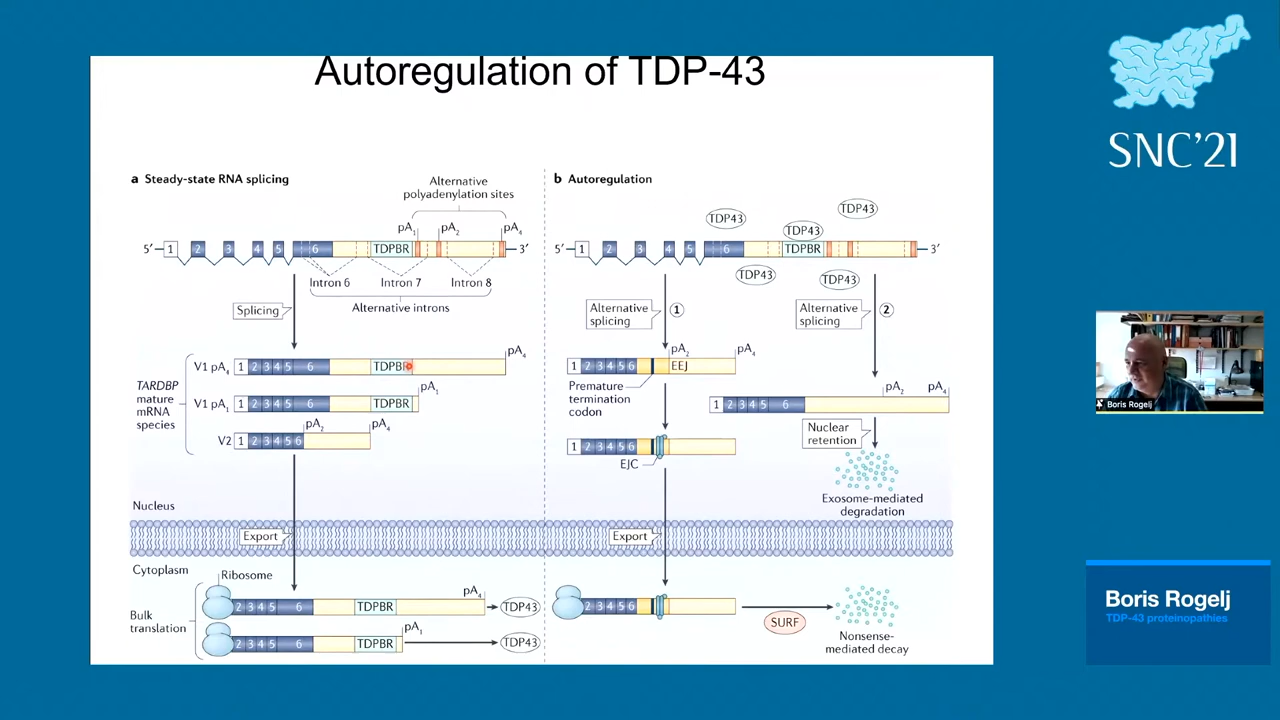 Autoregulation of TDP-43
SNC'21
a Steady-state RNA splicing
Alternative
polyadenylation sites
pA1 pA2 pA4
5′ 1 2 3 4 5 6 TDPBR 3′
Intron 6 Intron 7 Intron 8
Alternative introns
Splicing
TARDBP
mature
mRNA
species
V1 pA4 1 2 3 4 5 6 TDPBR pA4
V1 pA1 1 2 3 4 5 6 TDPBR pA1
V2 1 2 3 4 5 6 pA2 pA4
Nucleus
Export
Cytoplasm
Ribosome
Bulk
translation
2 3 4 5 6 TDPBR pA4 TDP43
2 3 4 5 6 TDPBR pA1 TDP43
b Autoregulation
TDP43 TDP43 TDP43
5′ 1 2 3 4 5 6 TDPBR 3′
TDP43 TDP43
Alternative
splicing
1
Alternative
splicing
2
pA2 pA4
1 2 3 4 5 6 EEJ
Premature
termination
codon
pA2 pA4
1 2 3 4 5 6
Nuclear
retention
1 2 3 4 5 6
EJC
Exosome-mediated
degradation
Export
2 3 4 5 6
SURF
Nonsense-
mediated decay
Boris Rogelj
Boris Rogelj
TDP-43 proteinopathies